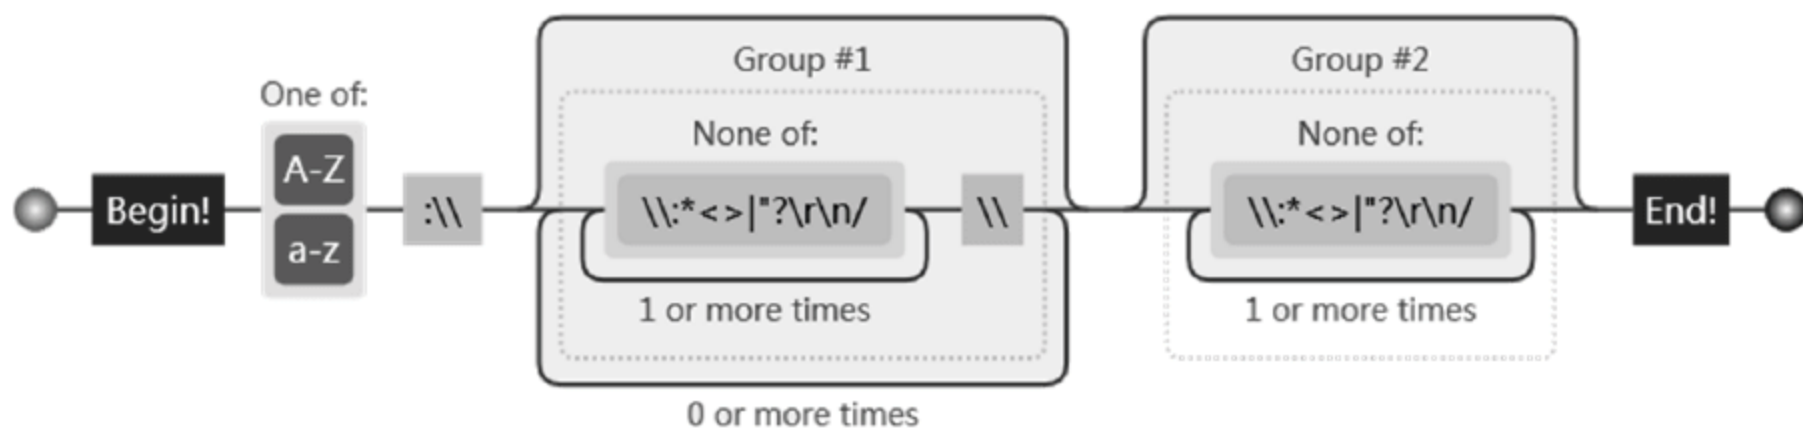 Group #1
Group #2
One of:
None of:
None of:
Begin!
A-Z
a-z
:\\
\\:*<>|"?\r\n/
\\
\\:*<>|"?\r\n/
End!
1 or more times
1 or more times
0 or more times